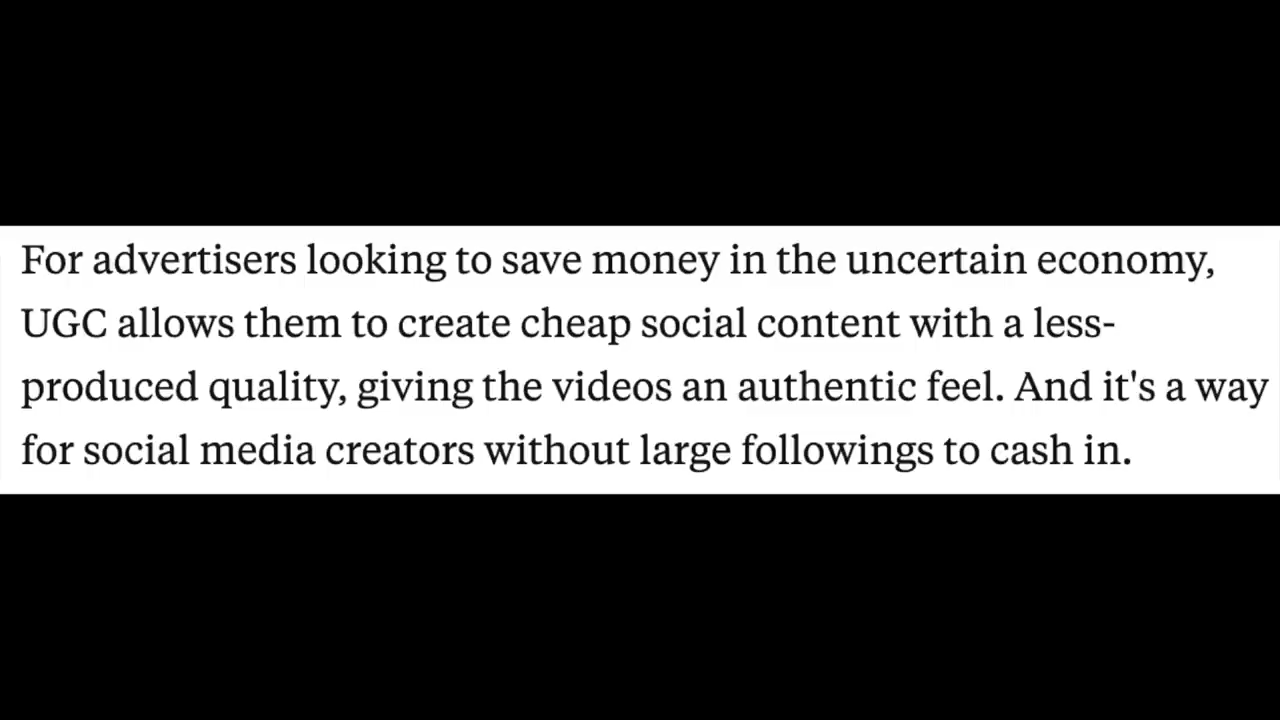 For advertisers looking to save money in the uncertain economy,
UGC allows them to create cheap social content with a less-
produced quality, giving the videos an authentic feel. And it's a way
for social media creators without large followings to cash in.